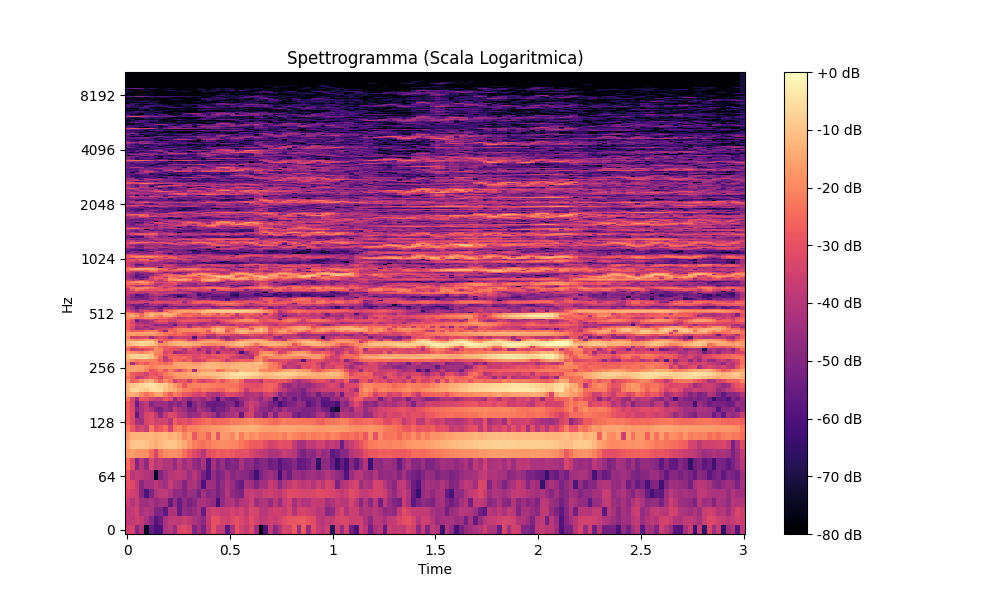 Spettrogramma (Scala Logaritmica)
Hz
8192
4096
2048
1024
512
256
128
64
0
0
0.5
1
1.5
2
2.5
3
Time
+0 dB
-10 dB
-20 dB
-30 dB
-40 dB
-50 dB
-60 dB
-70 dB
-80 dB